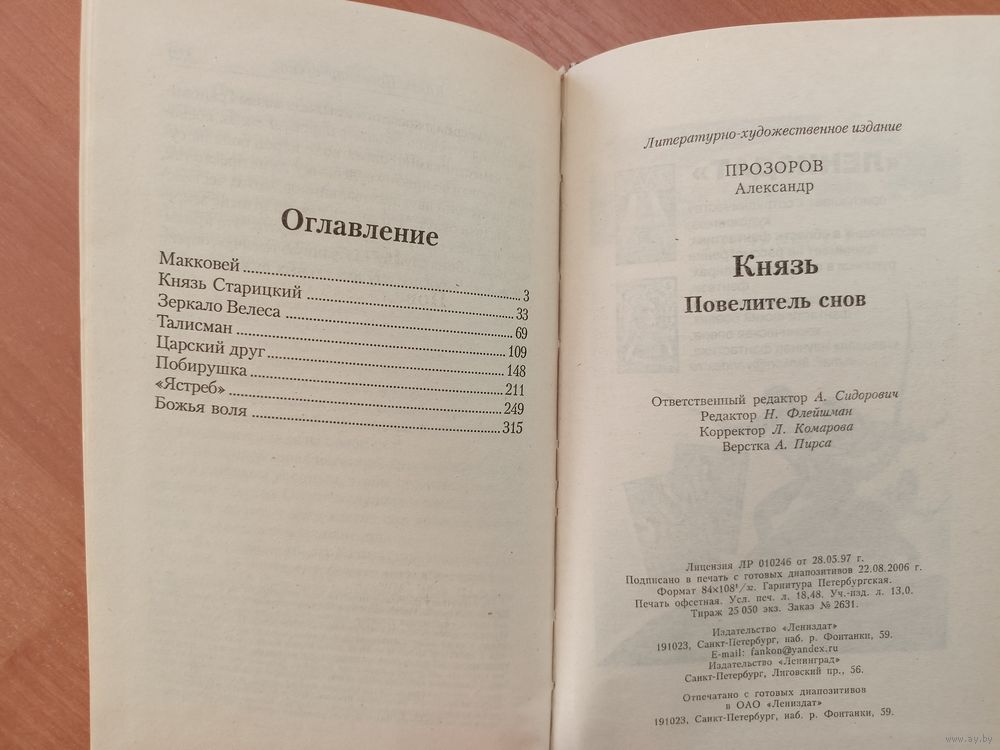 Оглавление
Макковей 3
Князь Старицкий 33
Зеркало Велеса 69
Талисман 109
Царский друг 148
Побирушка 211
«Ястреб» 249
Божья воля 315
Литературно-художественное издание
ПРОЗОРОВ
Александр
Князь
Повелитель снов
Ответственный редактор А. Сидорович
Редактор Н. Флейшман
Корректор Л. Комарова
Верстка А. Пирса
Лицензия ЛР 010246 от 28.05.97 г.
Подписано в печать с готовых диапозитивов 22.08.2006 г.
Формат 84×108¹/₃₂. Гарнитура Петербургская.
Печать офсетная. Усл. печ. л. 18,48. Уч.-изд. л. 13,0.
Тираж 25 050 экз. Заказ № 2631.
Издательство «Лениздат»
191023, Санкт-Петербург, наб. р. Фонтанки, 59.
E-mail: fankon@yandex.ru
Издательство «Ленинград»
Санкт-Петербург, Лиговский пр., 56.
Отпечатано с готовых диапозитивов
в ОАО «Лениздат»
191023, Санкт-Петербург, наб. р. Фонтанки, 59.
www.ay.by